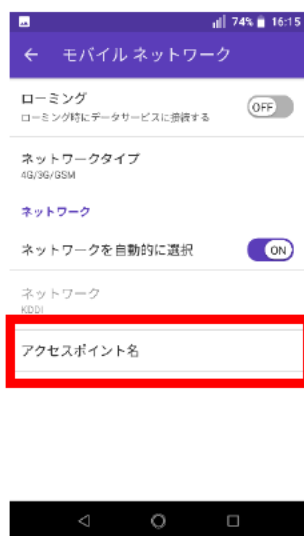 74% 16:15
モバイル ネットワーク
ローミング
ローミング時にデータサービスに接続する
OFF
ネットワークタイプ
4G/3G/GSM
ネットワーク
ネットワークを自動的に選択
ON
ネットワーク
KDDI
アクセスポイント名